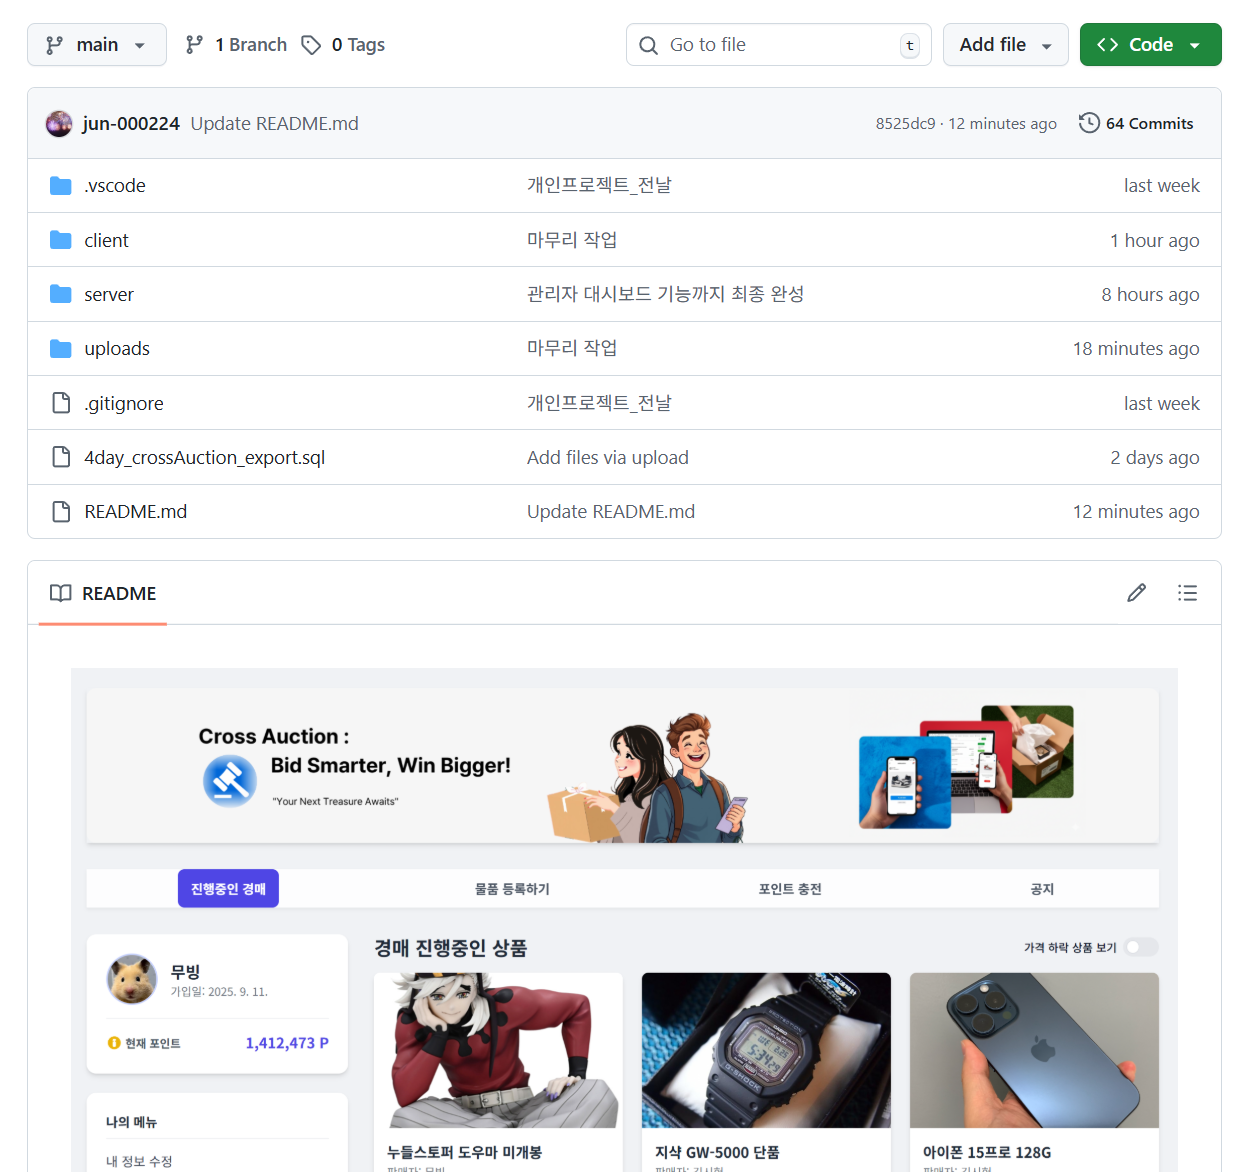 main
1 Branch
0 Tags
Go to file
t
Add file
Code
jun-000224 Update README.md
8525dc9 · 12 minutes ago
64 Commits
.vscode
개인프로젝트_전날
last week
client
마무리 작업
1 hour ago
server
관리자 대시보드 기능까지 최종 완성
8 hours ago
uploads
마무리 작업
18 minutes ago
.gitignore
개인프로젝트_전날
last week
4day_crossAuction_export.sql
Add files via upload
2 days ago
README.md
Update README.md
12 minutes ago
README
Cross Auction :
Bid Smarter, Win Bigger!
"Your Next Treasure Awaits"
진행중인 경매
물품 등록하기
포인트 충전
공지
무빙
가입일: 2025. 9. 11.
현재 포인트
1,412,473 P
나의 메뉴
내 정보 수정
경매 진행중인 상품
가격 하락 상품 보기
PROTECTION
CASIO
5:34
G-SHOCK
누들스토퍼 도우마 미개봉
지샥 GW-5000 단품
아이폰 15프로 128G